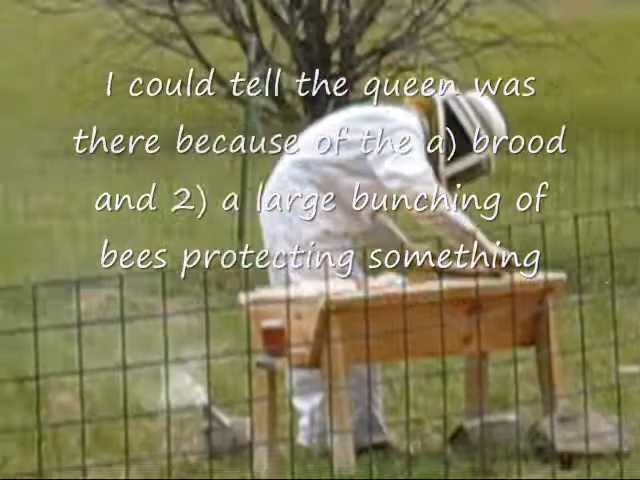 I could tell the queen was
there because of the a) brood
and 2) a large bunching of
bees protecting something